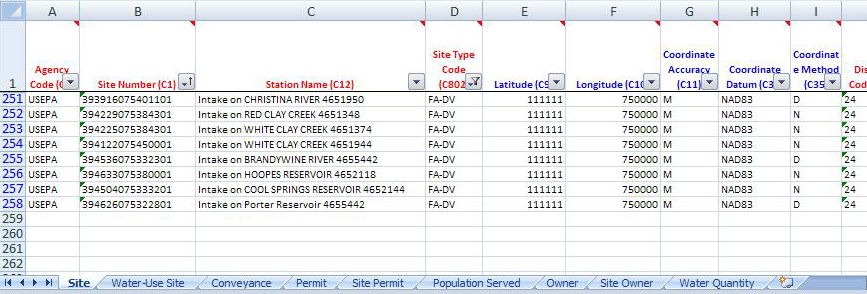 A B C D E F G H I
1 Agency Code (C Site Number (C1) Station Name (C12) Site Type Code (C802 Latitude (C9 Longitude (C10 Coordinate Accuracy (C11) Coordinate Datum (C3 Coordinat e Method (C35 Dis Cod
251 USEPA 393916075401101 Intake on CHRISTINA RIVER 4651950 FA-DV 111111 750000 M NAD83 D 24
252 USEPA 394229075384301 Intake on RED CLAY CREEK 4651348 FA-DV 111111 750000 M NAD83 N 24
253 USEPA 394225075384301 Intake on WHITE CLAY CREEK 4651374 FA-DV 111111 750000 M NAD83 N 24
254 USEPA 394122075450001 Intake on WHITE CLAY CREEK 4651944 FA-DV 111111 750000 M NAD83 N 24
255 USEPA 394536075332301 Intake on BRANDYWINE RIVER 4655442 FA-DV 111111 750000 M NAD83 D 24
256 USEPA 394633075380001 Intake on HOOPES RESERVOIR 4652118 FA-DV 111111 750000 M NAD83 N 24
257 USEPA 394504075333201 Intake on COOL SPRINGS RESERVOIR 4652144 FA-DV 111111 750000 M NAD83 N 24
258 USEPA 394626075322801 Intake on Porter Reservoir 4655442 FA-DV 111111 750000 M NAD83 D 24
259
260
261
262
Site Water-Use Site Conveyance Permit Site Permit Population Served Owner Site Owner Water Quantity